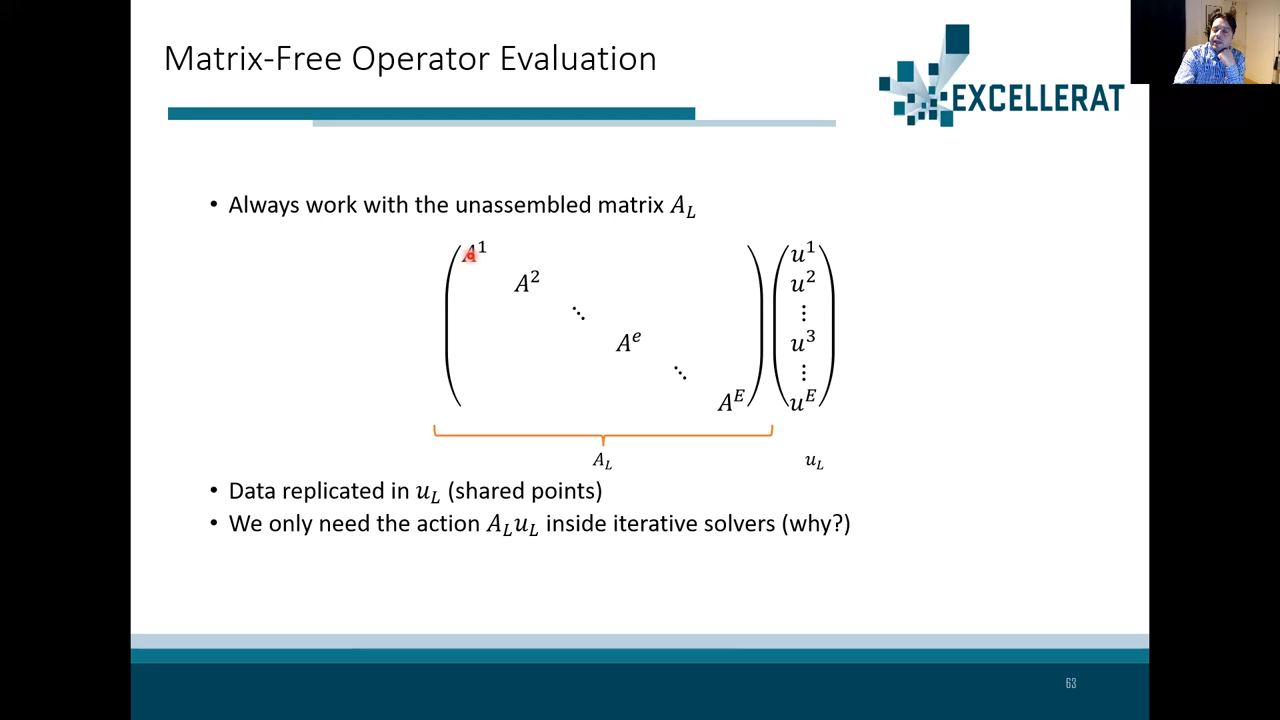 Matrix-Free Operator Evaluation
EXCELLERAT
• Always work with the unassembled matrix A_L
A^1 u^1
A^2 u^2
⋱ ⋮
A^e u^3
⋱ ⋮
A^E u^E
A_L u_L
• Data replicated in u_L (shared points)
• We only need the action A_L u_L inside iterative solvers (why?)
63